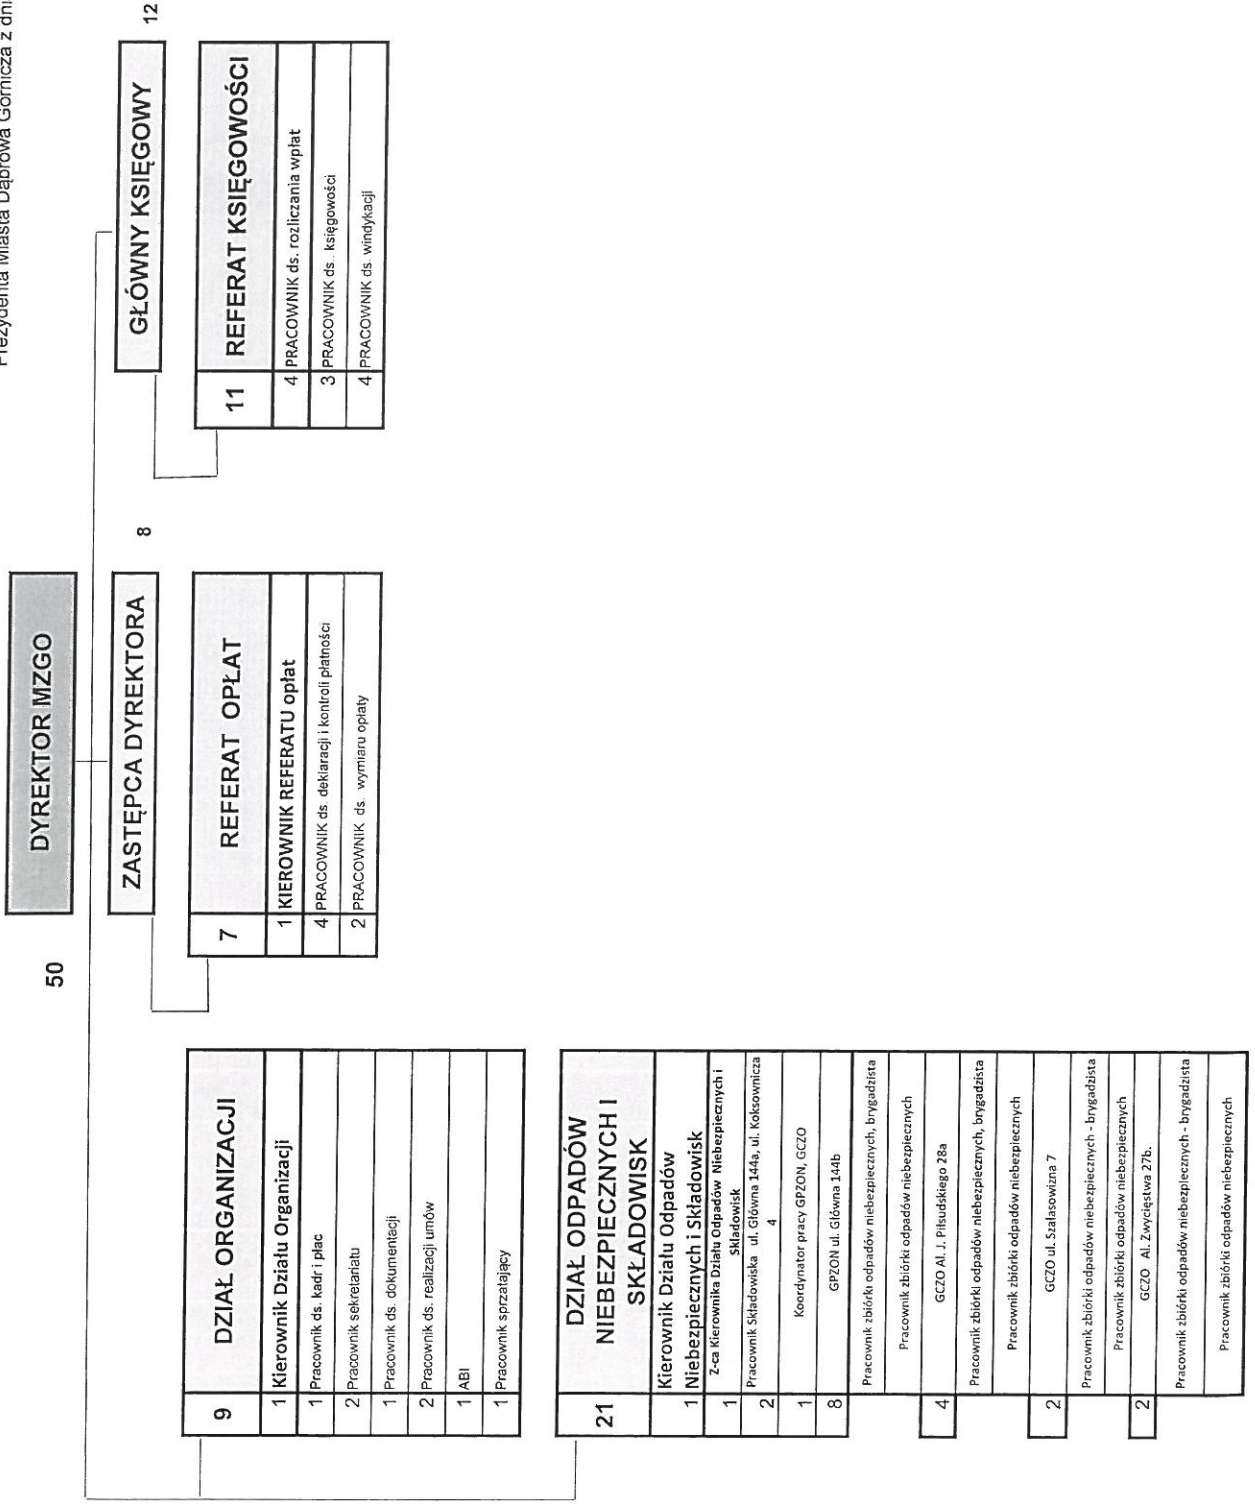 Prezydenta Miasta Dąbrowa Górnicza z dni
DYREKTOR MZGO
50
ZASTĘPCA DYREKTORA
8
GŁÓWNY KSIĘGOWY
12
9 DZIAŁ ORGANIZACJI
1 Kierownik Działu Organizacji
1 Pracownik ds. kadr i płac
2 Pracownik sekretariatu
1 Pracownik ds. dokumentacji
2 Pracownik ds. realizacji umów
1 ABI
1 Pracownik sprzatający
7 REFERAT OPŁAT
1 KIEROWNIK REFERATU opłat
4 PRACOWNIK ds. deklaracji i kontroli płatności
2 PRACOWNIK ds. wymiaru opłaty
11 REFERAT KSIĘGOWOŚCI
4 PRACOWNIK ds. rozliczania wpłat
3 PRACOWNIK ds.. księgowości
4 PRACOWNIK ds. windykacji
21 DZIAŁ ODPADÓW
NIEBEZPIECZNYCH I
SKŁADOWISK
Kierownik Działu Odpadów
1 Niebezpiecznych i Składowisk
Z-ca Kierownika Działu Odpadów Niebezpiecznych i
1 Skladowisk
Pracownik Składowiska ul. Główna 144a, ul. Koksownicza
2 4
1 Koordynator pracy GPZON, GCZO
8 GPZON ul. Główna 144b
Pracownik zbiórki odpadów niebezpiecznych, brygadzista
Pracownik zbiórki odpadów niebezpiecznych
4 GCZO Al. J. Piłsudskiego 28a
Pracownik zbiórki odpadów niebezpiecznych, brygadzista
Pracownik zbiórki odpadów niebezpiecznych
2 GCZO ul. Szałasowizna 7
Pracownik zbiórki odpadów niebezpiecznych - brygadzista
Pracownik zbiórki odpadów niebezpiecznych
2 GCZO Al. Zwycięstwa 27b.
Pracownik zbiórki odpadów niebezpiecznych - brygadzista
Pracownik zbiórki odpadów niebezpiecznych